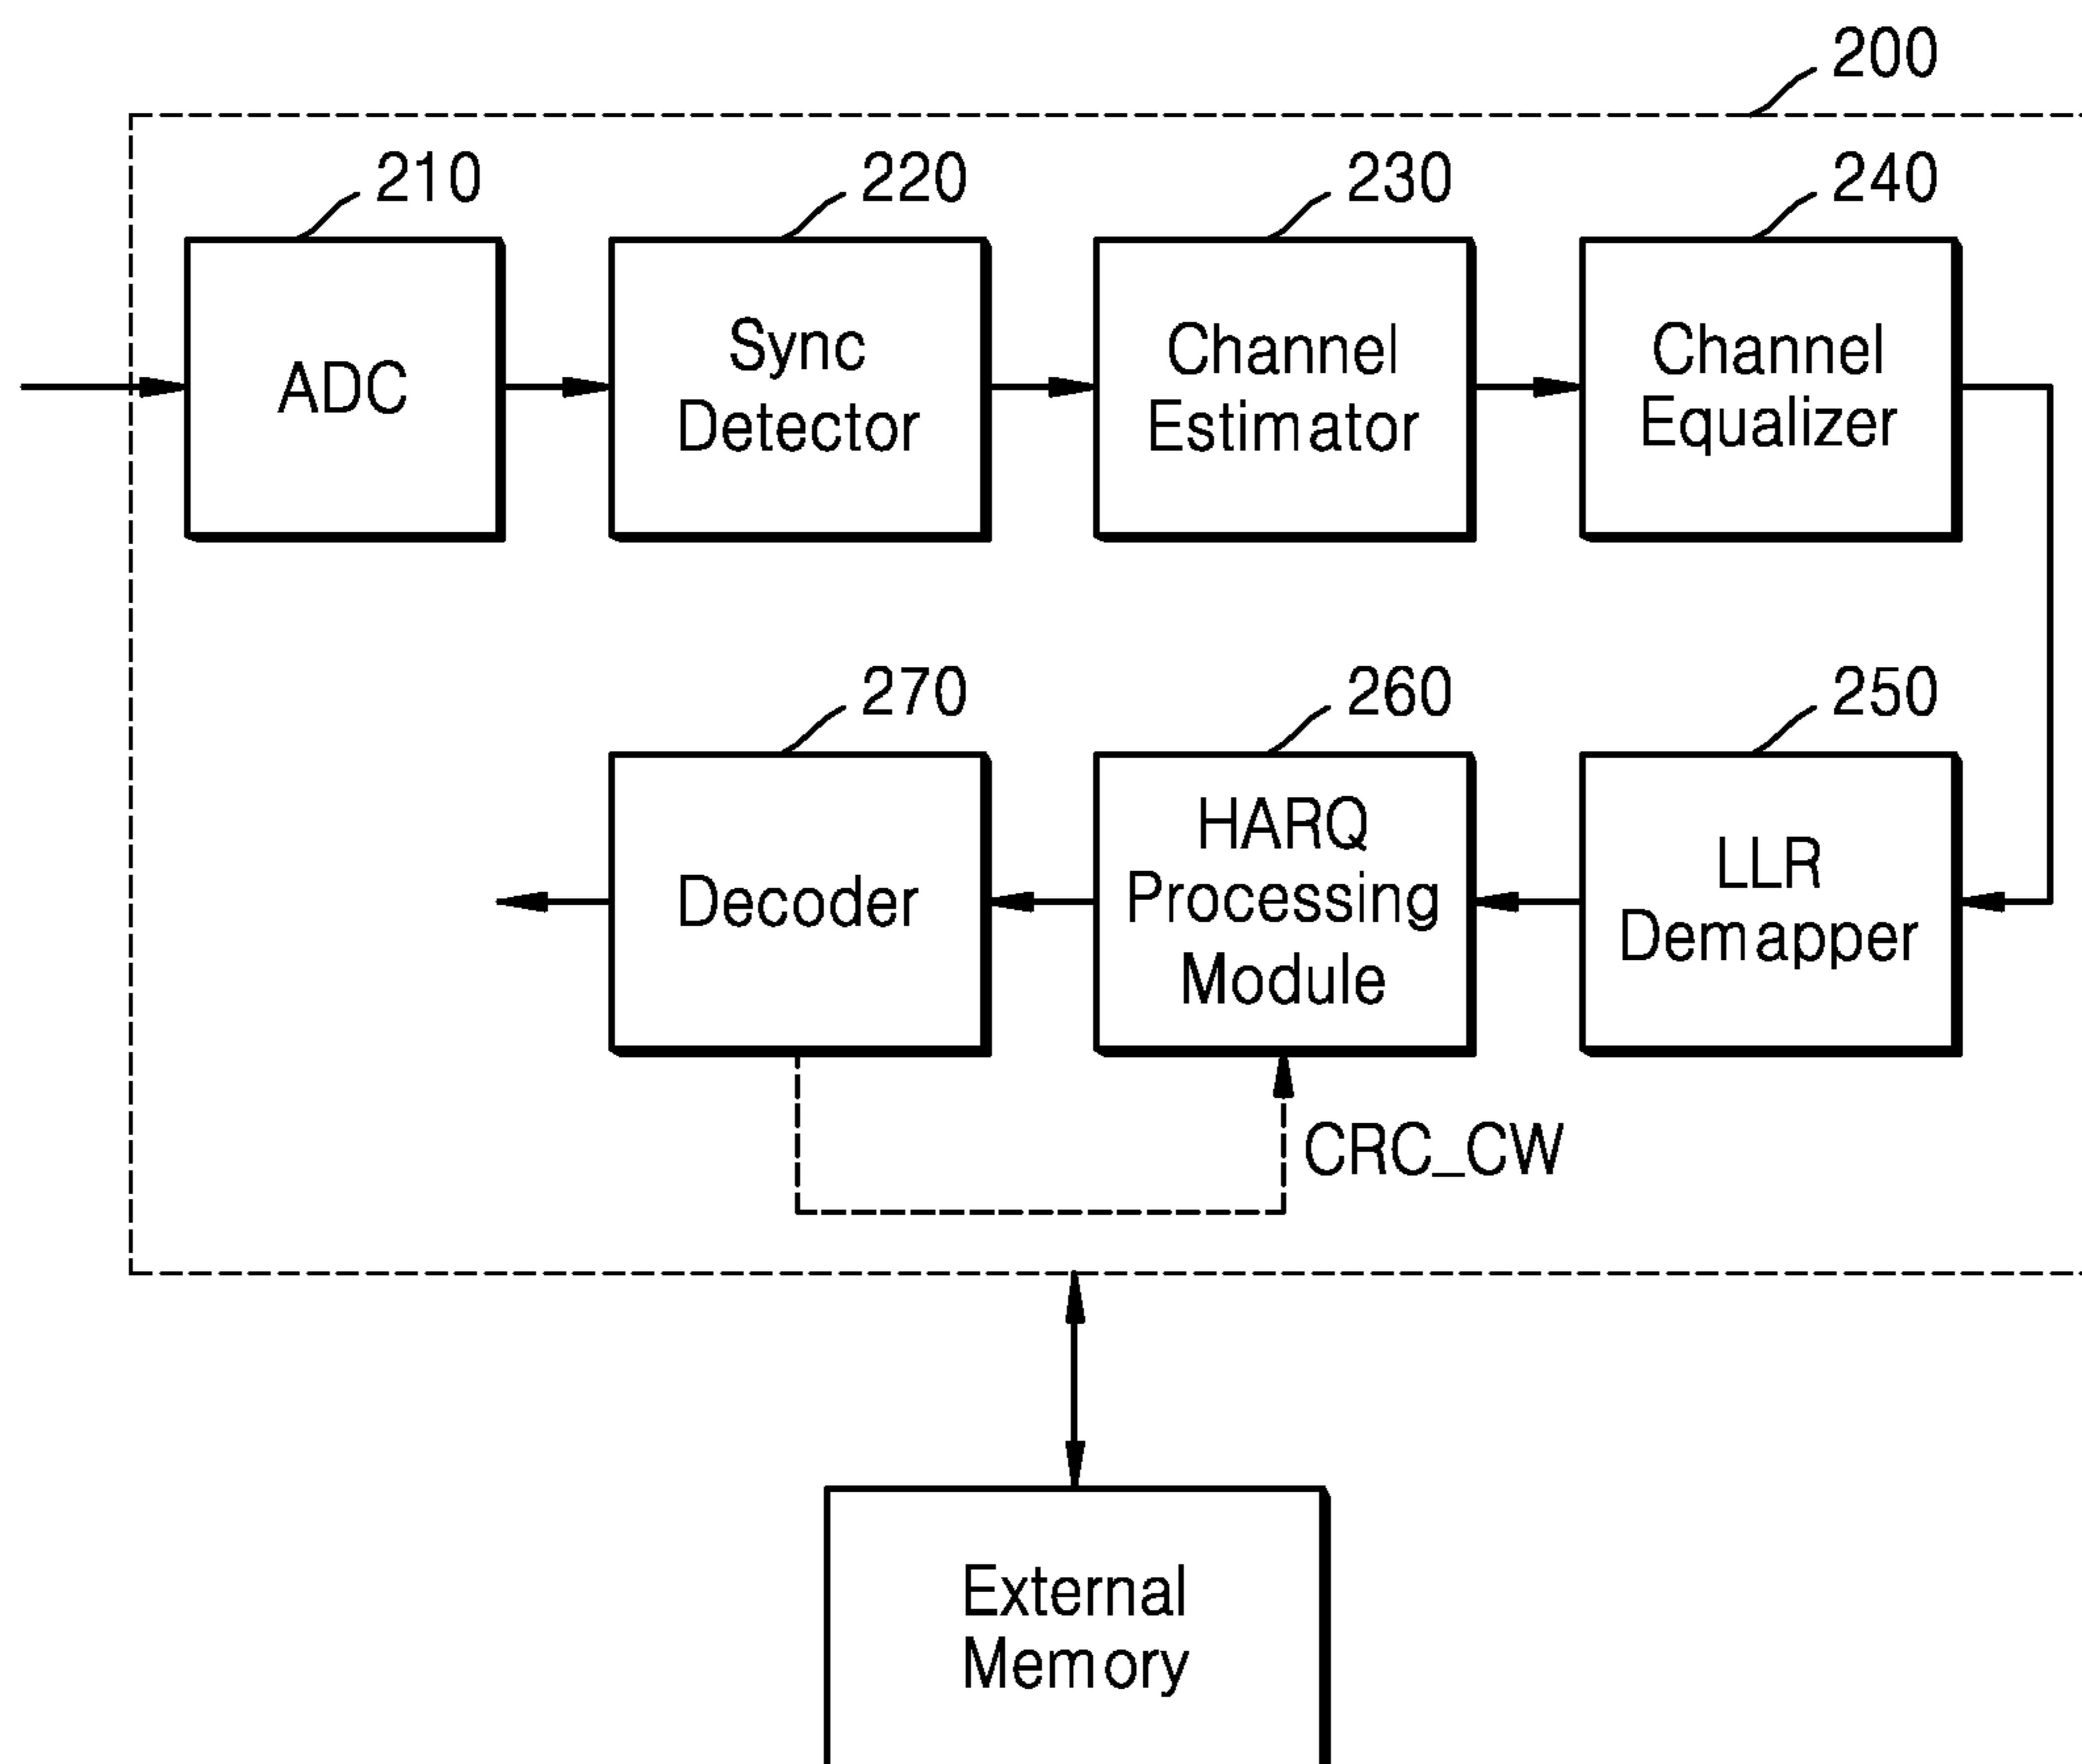 200
210
220
230
240
ADC
Sync
Detector
Channel
Estimator
Channel
Equalizer
270
260
250
Decoder
HARQ
Processing
Module
LLR
Demapper
CRC_CW
External
Memory